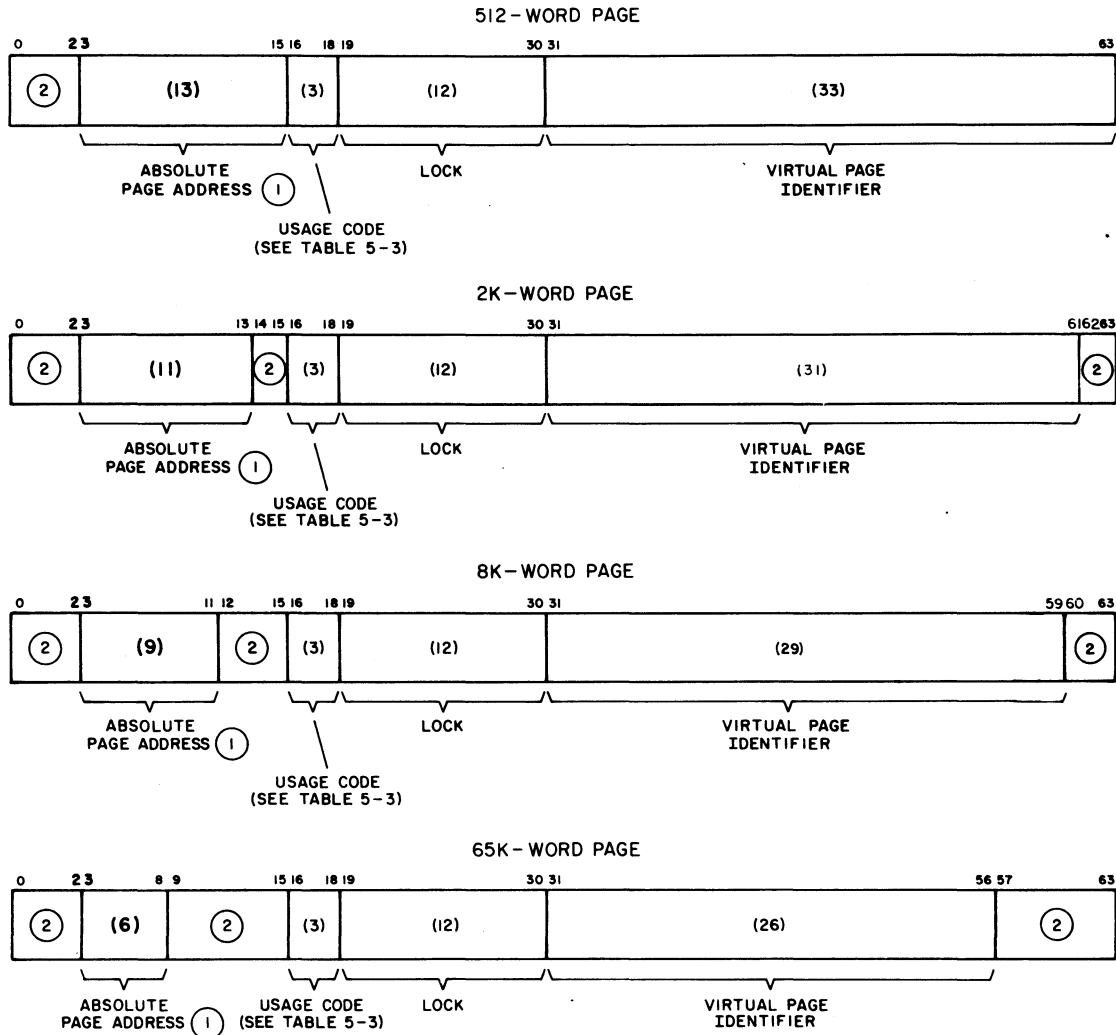 512-WORD PAGE
0 2 3 15 16 18 19 30 31 63
② (13) (3) (12) (33)
ABSOLUTE
PAGE ADDRESS ①
LOCK
VIRTUAL PAGE
IDENTIFIER
USAGE CODE
(SEE TABLE 5-3)
2K-WORD PAGE
0 2 3 13 14 15 16 18 19 30 31 61 62 63
② (11) ② (3) (12) (31) ②
ABSOLUTE
PAGE ADDRESS ①
LOCK
VIRTUAL PAGE
IDENTIFIER
USAGE CODE
(SEE TABLE 5-3)
8K-WORD PAGE
0 2 3 11 12 15 16 18 19 30 31 59 60 63
② (9) ② (3) (12) (29) ②
ABSOLUTE
PAGE ADDRESS ①
LOCK
VIRTUAL PAGE
IDENTIFIER
USAGE CODE
(SEE TABLE 5-3)
65K-WORD PAGE
0 2 3 8 9 15 16 18 19 30 31 56 57 63
② (6) ② (3) (12) (26) ②
ABSOLUTE
PAGE ADDRESS ①
USAGE CODE
(SEE TABLE 5-3)
LOCK
VIRTUAL PAGE
IDENTIFIER